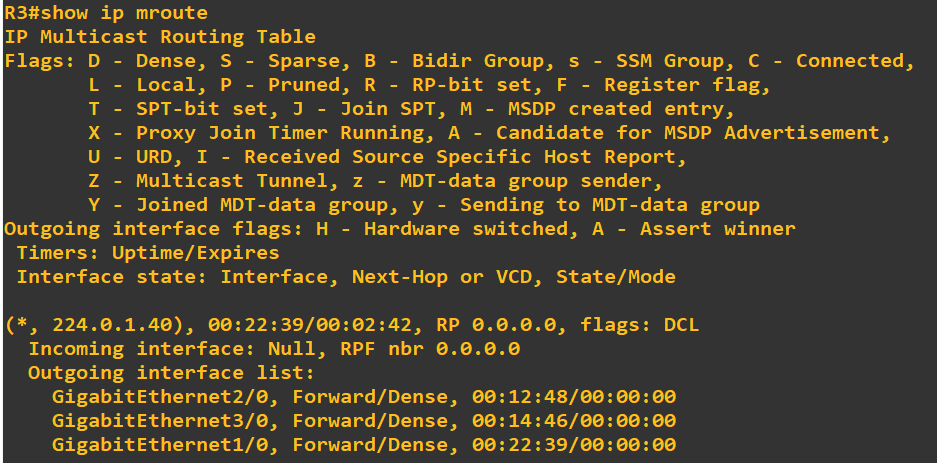 R3#show ip mroute
IP Multicast Routing Table
Flags: D - Dense, S - Sparse, B - Bidir Group, s - SSM Group, C - Connected,
       L - Local, P - Pruned, R - RP-bit set, F - Register flag,
       T - SPT-bit set, J - Join SPT, M - MSDP created entry,
       X - Proxy Join Timer Running, A - Candidate for MSDP Advertisement,
       U - URD, I - Received Source Specific Host Report,
       Z - Multicast Tunnel, z - MDT-data group sender,
       Y - Joined MDT-data group, y - Sending to MDT-data group
Outgoing interface flags: H - Hardware switched, A - Assert winner
 Timers: Uptime/Expires
 Interface state: Interface, Next-Hop or VCD, State/Mode

(*, 224.0.1.40), 00:22:39/00:02:42, RP 0.0.0.0, flags: DCL
  Incoming interface: Null, RPF nbr 0.0.0.0
  Outgoing interface list:
    GigabitEthernet2/0, Forward/Dense, 00:12:48/00:00:00
    GigabitEthernet3/0, Forward/Dense, 00:14:46/00:00:00
    GigabitEthernet1/0, Forward/Dense, 00:22:39/00:00:00